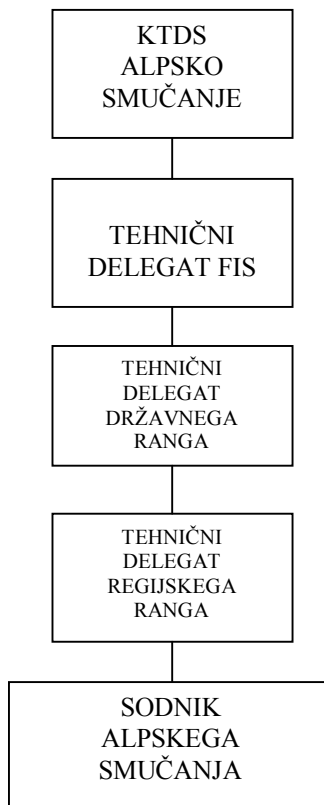 KTDS
ALPSKO
SMUČANJE
TEHNIČNI
DELEGAT FIS
TEHNIČNI
DELEGAT
DRŽAVNEGA
RANGA
TEHNIČNI
DELEGAT
REGIJSKEGA
RANGA
SODNIK
ALPSKEGA
SMUČANJA